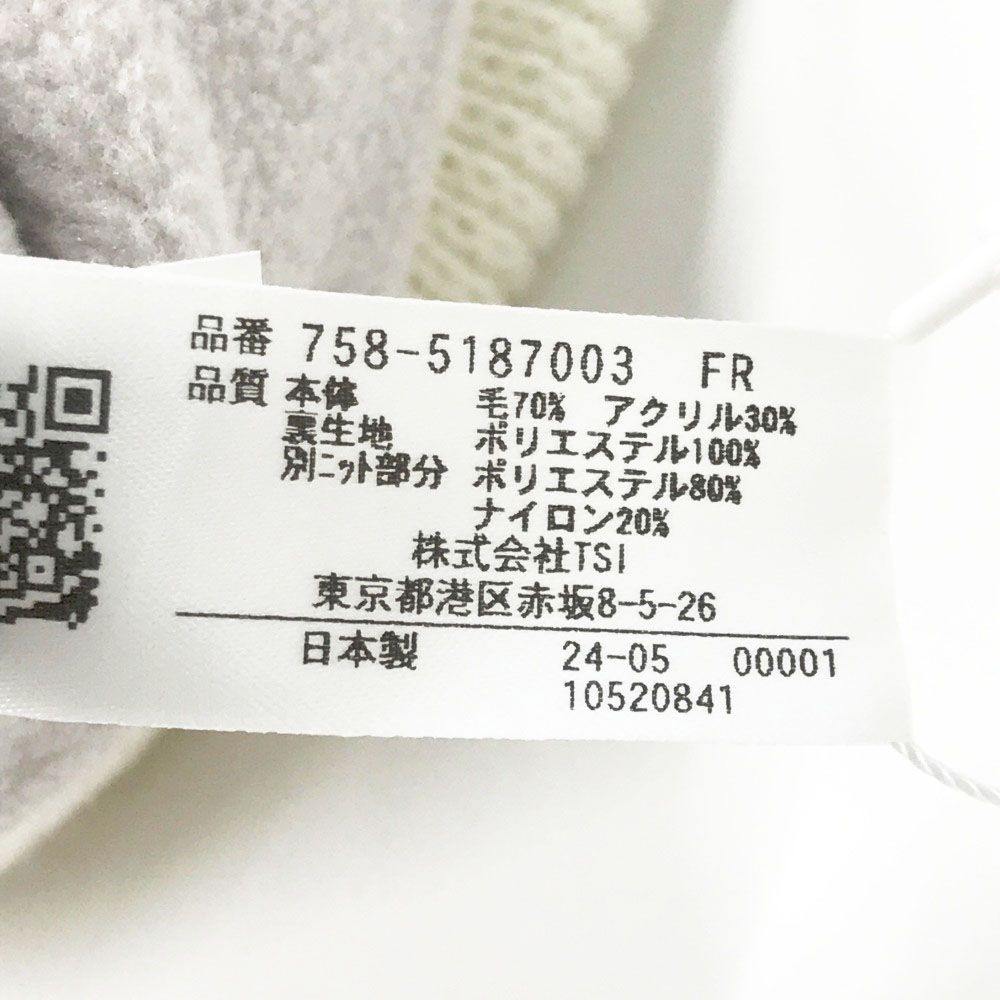 品番 758-5187003 FR
品質 本体 毛70% アクリル30%
裏生地 ポリエステル100%
別ニット部分 ポリエステル80%
ナイロン20%
株式会社TSI
東京都港区赤坂8-5-26
日本製 24-05 00001
10520841